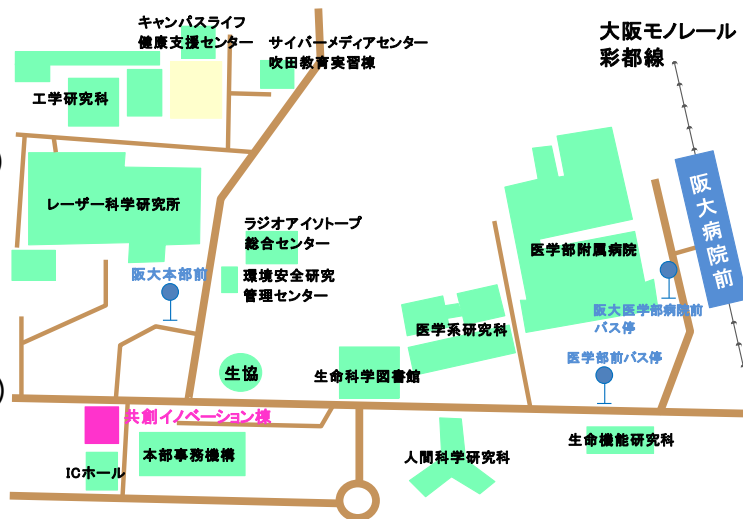 キャンパスライフ
健康支援センター
サイバーメディアセンター
吹田教育実習棟
大阪モノレール
彩都線
工学研究科
レーザー科学研究所
阪大病院前
ラジオアイソトープ
総合センター
医学部附属病院
阪大本部前
環境安全研究
管理センター
阪大医学部病院前
バス停
医学系研究科
医学部前バス停
生協
生命科学図書館
共創イノベーション棟
生命機能研究科
本部事務機構
人間科学研究科
ICホール